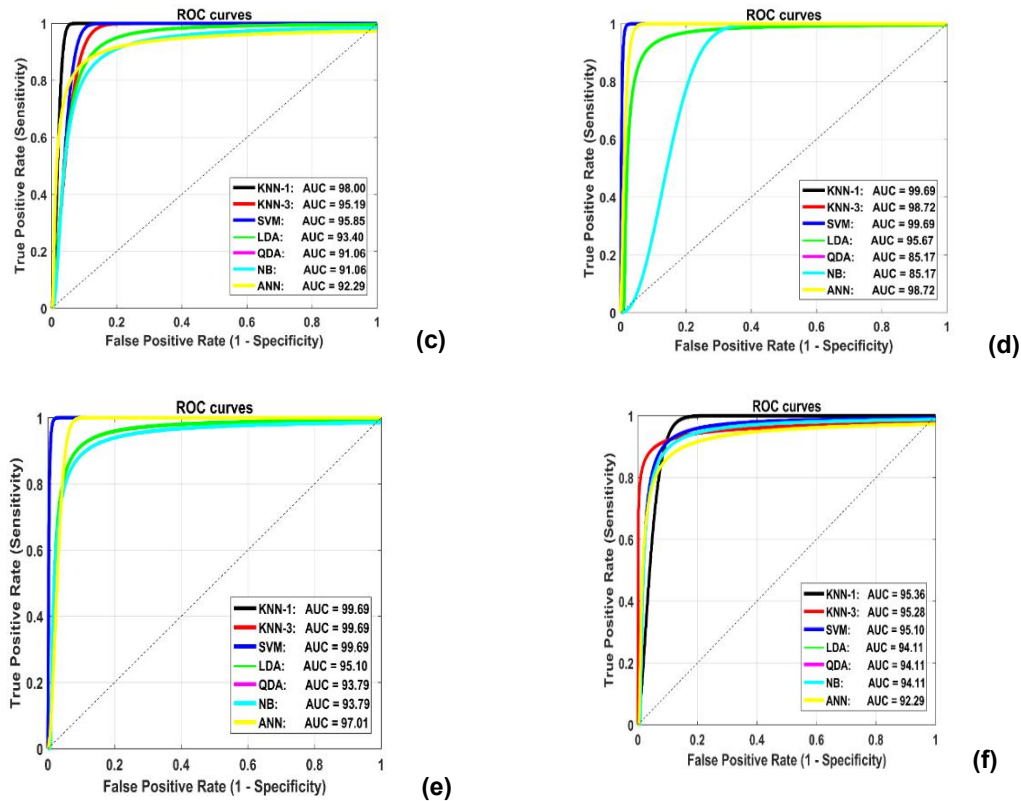 ROC curves
True Positive Rate (Sensitivity)
1
0.8
0.6
0.4
0.2
0
KNN-1: AUC = 98.00
KNN-3: AUC = 95.19
SVM: AUC = 95.85
LDA: AUC = 93.40
QDA: AUC = 91.06
NB: AUC = 91.06
ANN: AUC = 92.29
0 0.2 0.4 0.6 0.8 1
False Positive Rate (1 - Specificity)
(c)
ROC curves
True Positive Rate (Sensitivity)
1
0.8
0.6
0.4
0.2
0
KNN-1: AUC = 99.69
KNN-3: AUC = 98.72
SVM: AUC = 99.69
LDA: AUC = 95.67
QDA: AUC = 85.17
NB: AUC = 85.17
ANN: AUC = 98.72
0 0.2 0.4 0.6 0.8 1
False Positive Rate (1 - Specificity)
(d)
ROC curves
True Positive Rate (Sensitivity)
1
0.8
0.6
0.4
0.2
0
KNN-1: AUC = 99.69
KNN-3: AUC = 99.69
SVM: AUC = 99.69
LDA: AUC = 95.10
QDA: AUC = 93.79
NB: AUC = 93.79
ANN: AUC = 97.01
0 0.2 0.4 0.6 0.8 1
False Positive Rate (1 - Specificity)
(e)
ROC curves
True Positive Rate (Sensitivity)
1
0.8
0.6
0.4
0.2
0
KNN-1: AUC = 95.36
KNN-3: AUC = 95.28
SVM: AUC = 95.10
LDA: AUC = 94.11
QDA: AUC = 94.11
NB: AUC = 94.11
ANN: AUC = 92.29
0 0.2 0.4 0.6 0.8 1
False Positive Rate (1 - Specificity)
(f)